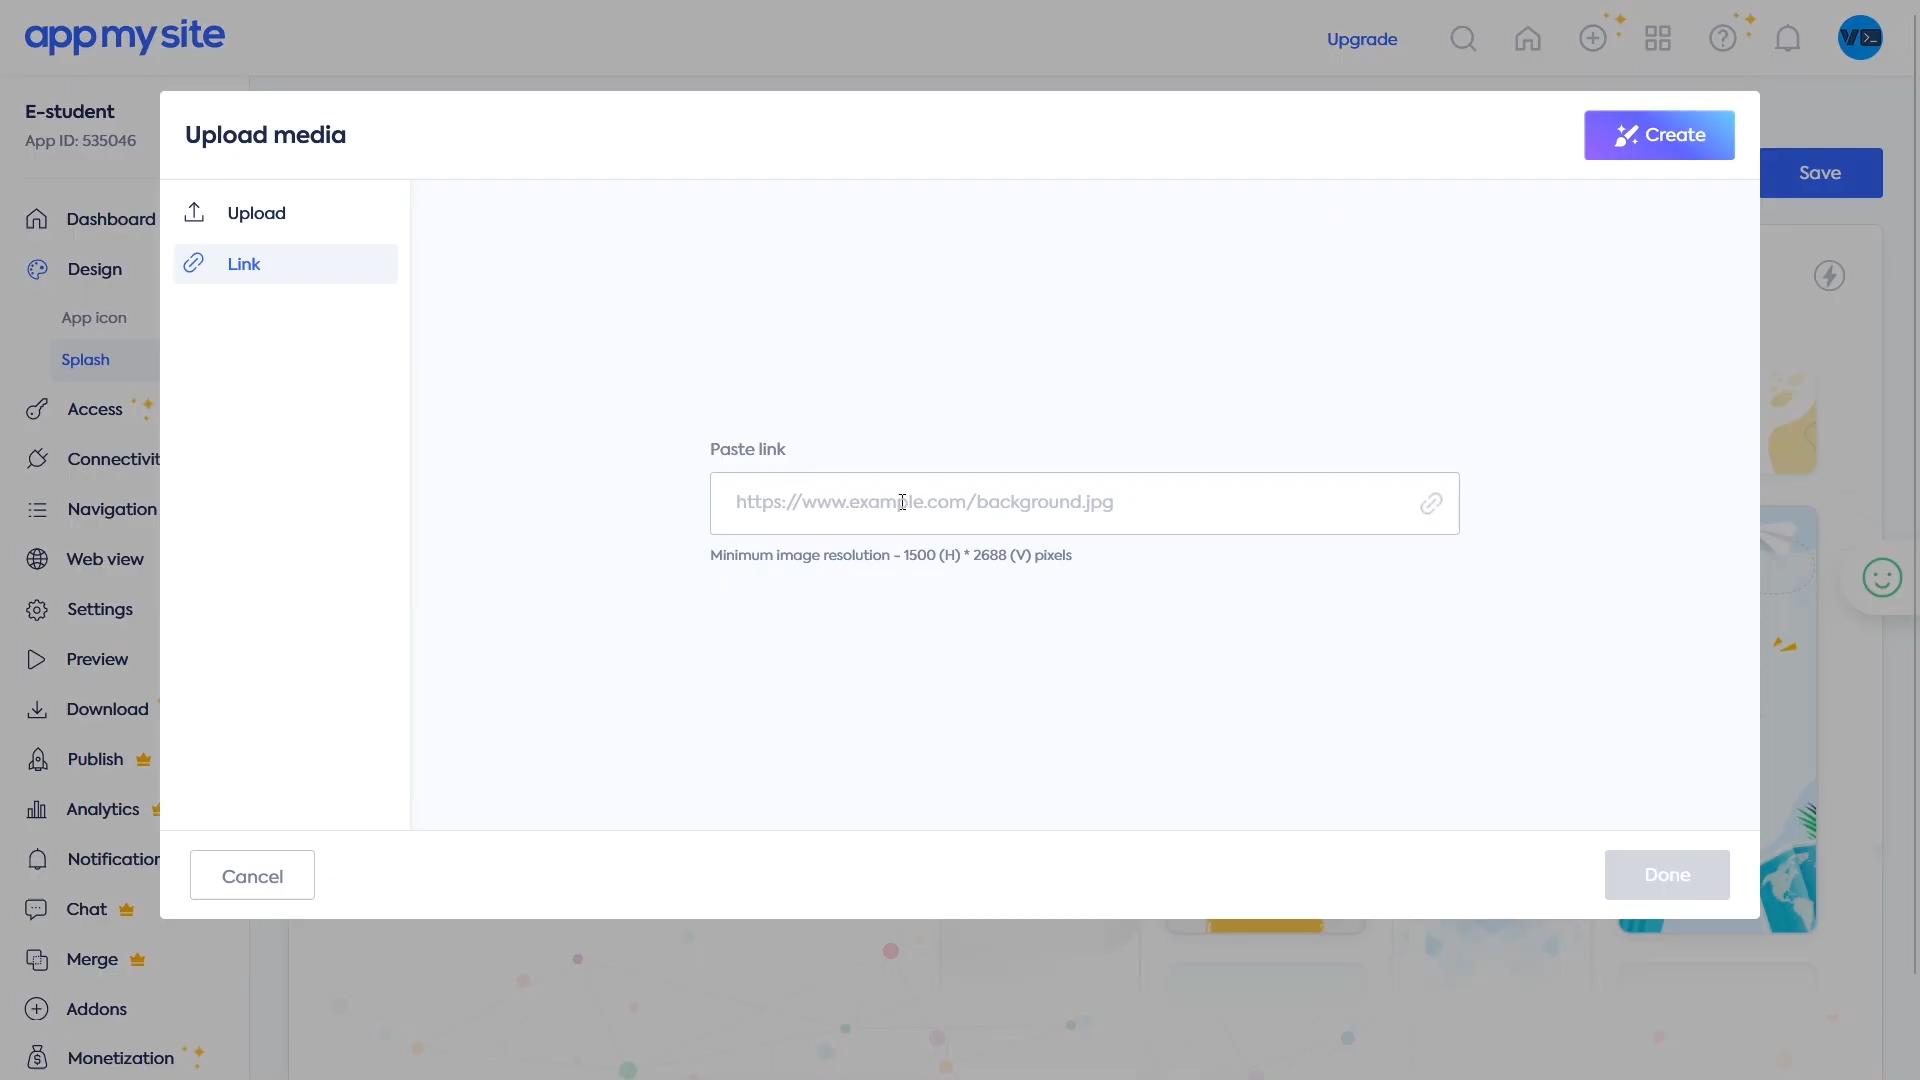 appmysite
Upgrade
E-student
App ID: 535046
Upload media
Create
Save
Upload
Link
Dashboard
Design
App icon
Splash
Access
Connectivit
Navigation
Web view
Settings
Preview
Download
Publish
Analytics
Notification
Chat
Merge
Addons
Monetization
Paste link
https://www.example.com/background.jpg
Minimum image resolution - 1500 (H) * 2688 (V) pixels
Cancel
Done